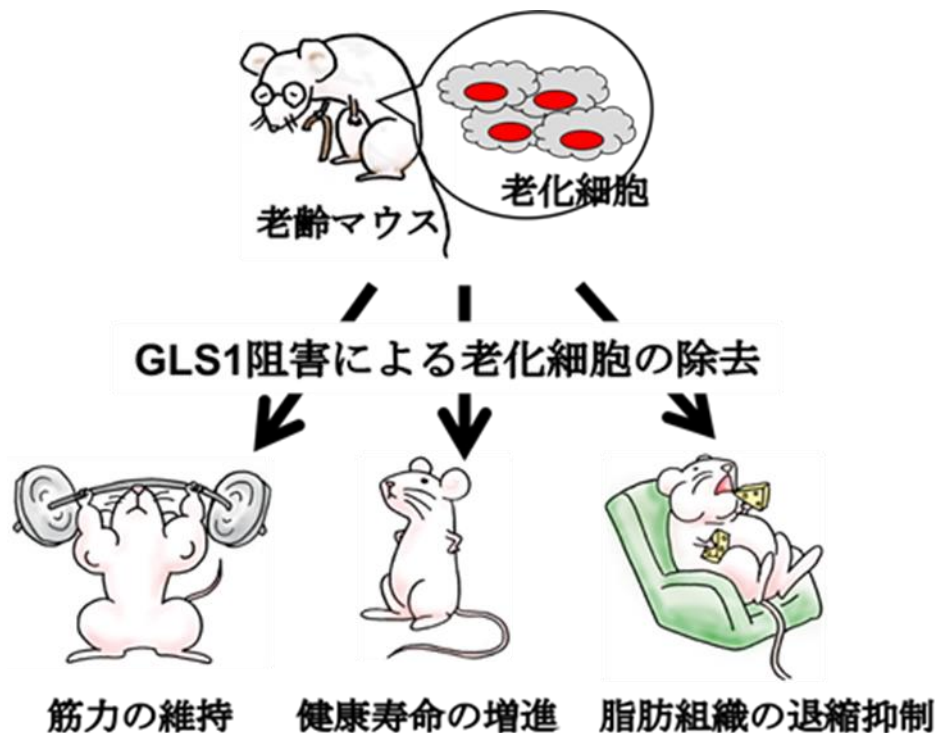 老化細胞
老齢マウス
GLS1阻害による老化細胞の除去
筋力の維持
健康寿命の増進
脂肪組織の退縮抑制